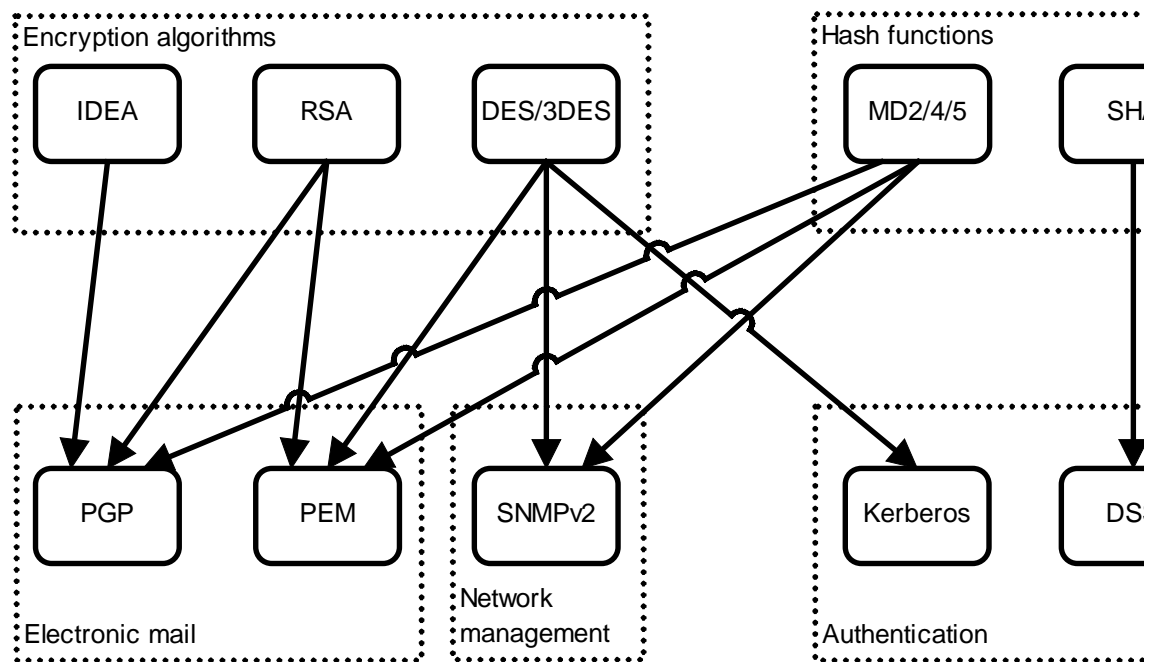 Encryption algorithms
Hash functions
IDEA
RSA
DES/3DES
MD2/4/5
PGP
PEM
SNMPv2
Kerberos
Network
management
Electronic mail
Authentication